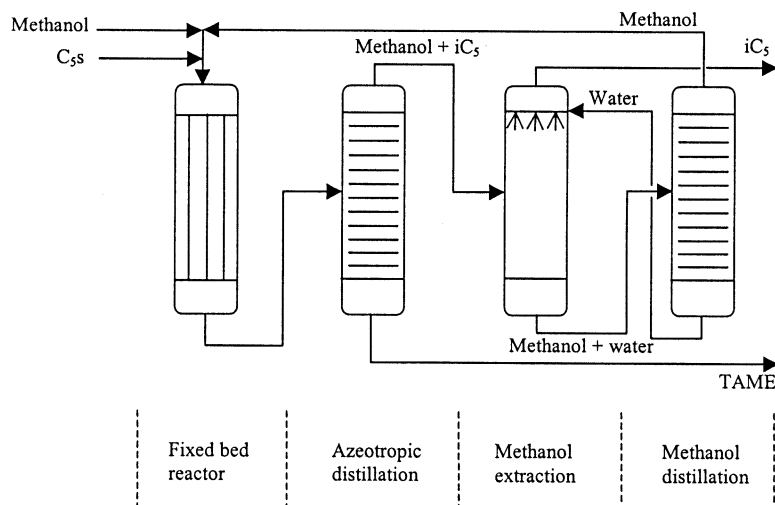 Methanol
C₅s
Methanol
Methanol + iC₅
iC₅
Water
Methanol + water
TAME
Fixed bed
reactor
Azeotropic
distillation
Methanol
extraction
Methanol
distillation